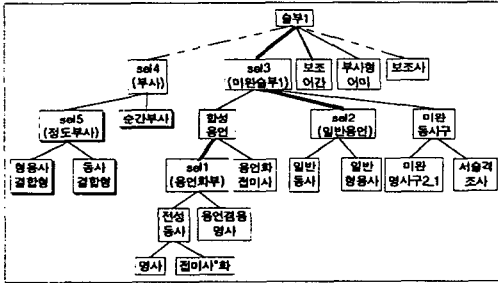 술부1
sel4
(부사)
sel3
(미완술부1)
보조
어간
부사형
어미
보조사
sel5
(정도부사)
순간부사
합성
용언
sel2
(일반용언)
미완
동사구
형용사
결합형
동사
결합형
sel1
(용언화부)
용언화
접미사
일반
동사
일반
형용사
미완
명사구2_1
서술격
조사
전성
동사
용언겸용
명사
명사
접미사"화